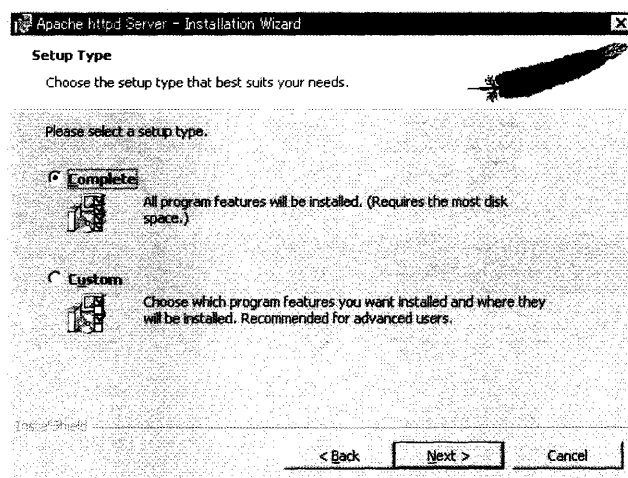 Apache httpd Server - Installation Wizard
Setup Type
Choose the setup type that best suits your needs.
Please select a setup type.
Complete
All program features will be installed. (Requires the most disk
space.)
Custom
Choose which program features you want installed and where they
will be installed. Recommended for advanced users.
InstallShield
< Back Next > Cancel